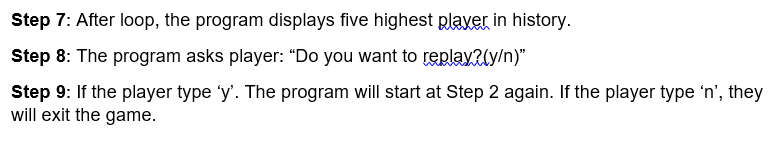 Step 7: After loop, the program displays five highest player in history.
Step 8: The program asks player: “Do you want to replay?(y/n)”
Step 9: If the player type ‘y’. The program will start at Step 2 again. If the player type ‘n’, they
will exit the game.